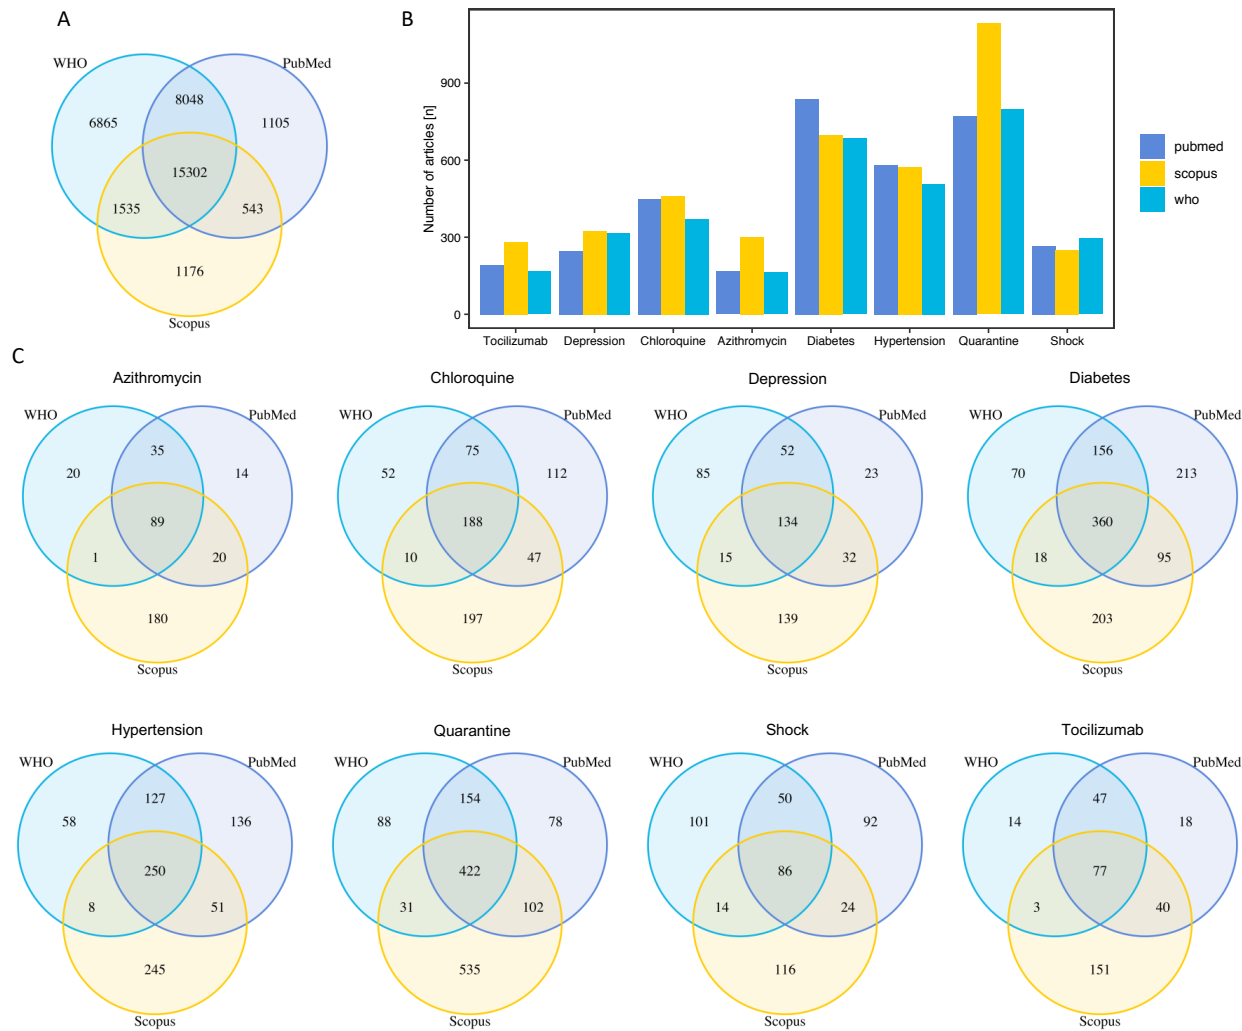 A
WHO
PubMed
8048
6865
1105
15302
1535
543
1176
Scopus
B
Number of articles [n]
900
600
300
0
Tocilizumab
Depression
Chloroquine
Azithromycin
Diabetes
Hypertension
Quarantine
Shock
pubmed
scopus
who
C
Azithromycin
WHO
PubMed
35
20
14
89
1
20
180
Scopus
Chloroquine
WHO
PubMed
75
52
112
188
10
47
197
Scopus
Depression
WHO
PubMed
52
85
23
134
15
32
139
Scopus
Diabetes
WHO
PubMed
156
70
213
360
18
95
203
Scopus
Hypertension
WHO
PubMed
127
58
136
250
8
51
245
Scopus
Quarantine
WHO
PubMed
154
88
78
422
31
102
535
Scopus
Shock
WHO
PubMed
50
101
92
86
14
24
116
Scopus
Tocilizumab
WHO
PubMed
47
14
18
77
3
40
151
Scopus